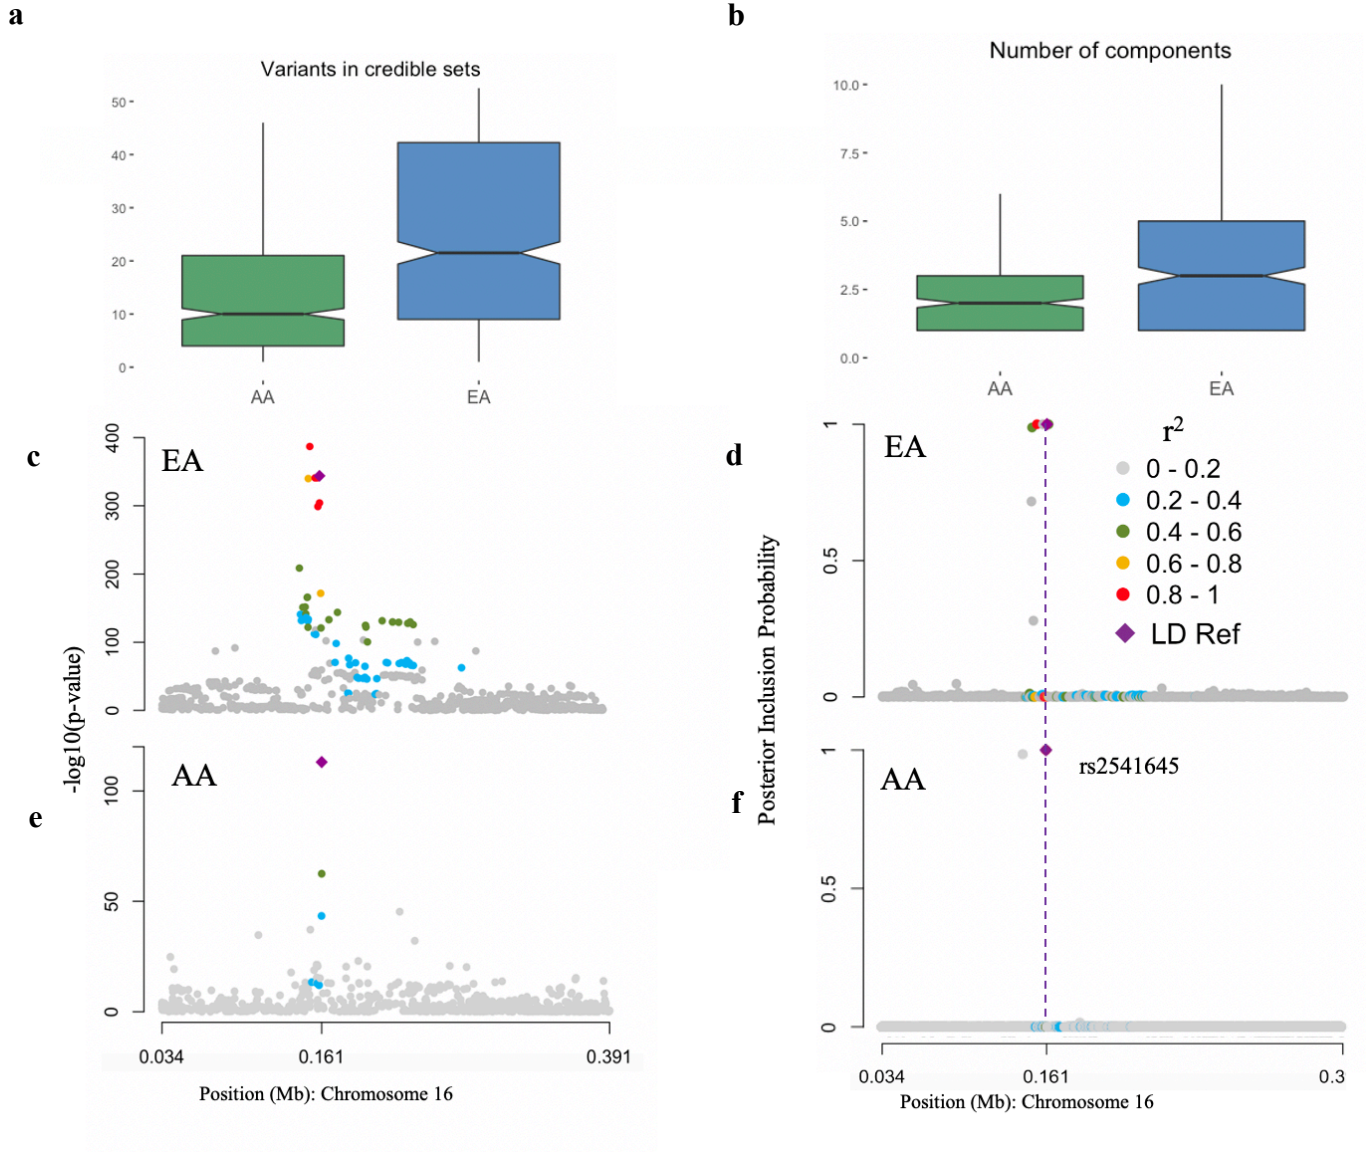 a
Variants in credible sets
50
40
30
20
10
0
AA
EA
b
Number of components
10.0
7.5
5.0
2.5
0.0
AA
EA
c
EA
400
300
200
100
0
-log10(p-value)
d
EA
1
0.5
0
Posterior Inclusion Probability
r2
0 - 0.2
0.2 - 0.4
0.4 - 0.6
0.6 - 0.8
0.8 - 1
LD Ref
e
AA
100
50
0
0.034
0.161
0.391
Position (Mb): Chromosome 16
f
AA
rs2541645
1
0.5
0
0.034
0.161
0.3
Position (Mb): Chromosome 16